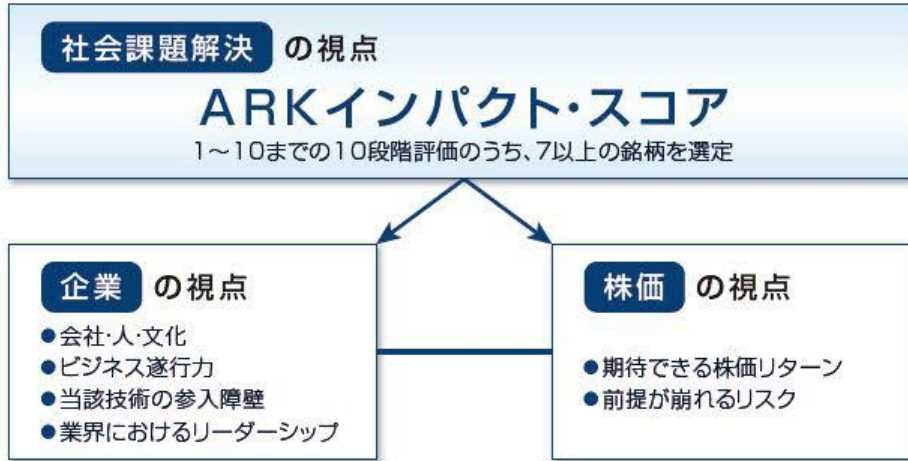 社会課題解決 の視点
ARKインパクト・スコア
1～10までの10段階評価のうち、7以上の銘柄を選定
企業 の視点
●会社・人・文化
●ビジネス遂行力
●当該技術の参入障壁
●業界におけるリーダーシップ
株価 の視点
●期待できる株価リターン
●前提が崩れるリスク